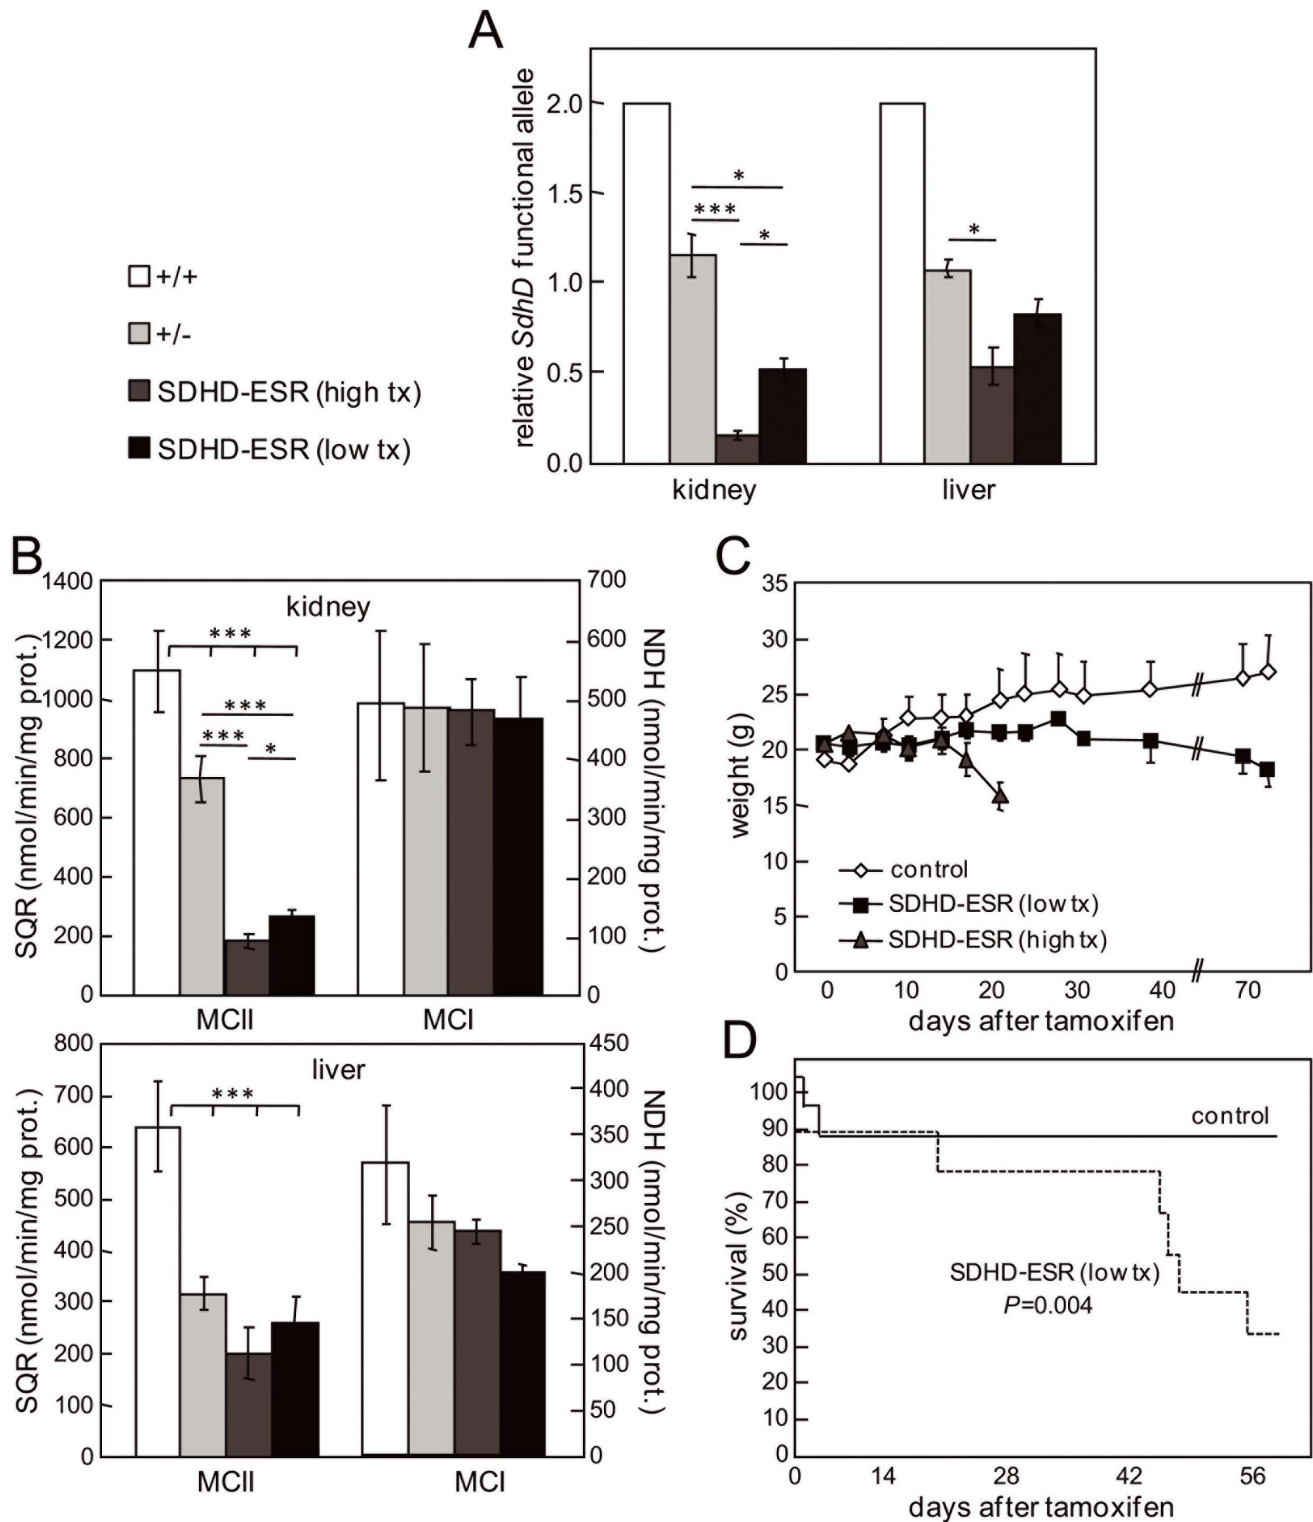 A
relative SdhD functional allele
2.0
1.5
1.0
0.5
0.0
*
***
*
*
kidney
liver
+/+
+/-
SDHD-ESR (high tx)
SDHD-ESR (low tx)
B
kidney
SQR (nmol/min/mg prot.)
1400
1200
1000
800
600
400
200
0
***
***
***
*
700
600
500
400
300
200
100
0
NDH (nmol/min/mg prot.)
MCII
MCI
liver
SQR (nmol/min/mg prot.)
800
700
600
500
400
300
200
100
0
***
450
400
350
300
250
200
150
100
50
0
NDH (nmol/min/mg prot.)
MCII
MCI
C
weight (g)
35
30
25
20
15
10
5
0
control
SDHD-ESR (low tx)
SDHD-ESR (high tx)
0 10 20 30 40 70
days after tamoxifen
D
survival (%)
100
90
80
70
60
50
40
30
20
10
0
control
SDHD-ESR (low tx)
P=0.004
0 14 28 42 56
days after tamoxifen